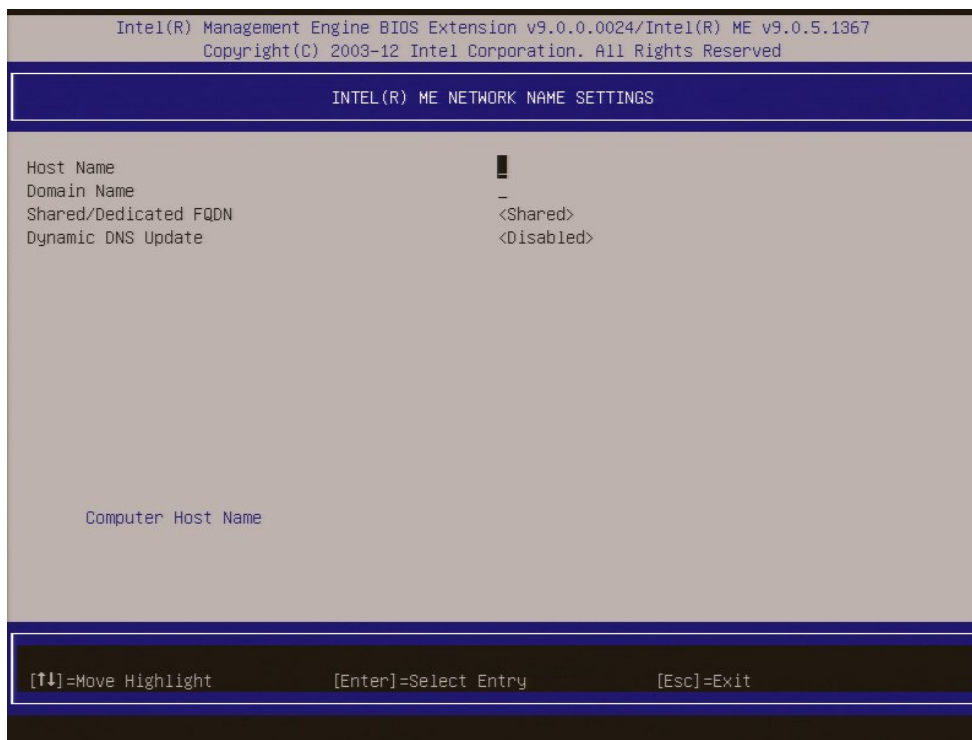 Intel(R) Management Engine BIOS Extension v9.0.0.0024/Intel(R) ME v9.0.5.1367
Copyright(C) 2003-12 Intel Corporation. All Rights Reserved
INTEL(R) ME NETWORK NAME SETTINGS
Host Name _
Domain Name _
Shared/Dedicated FQDN <Shared>
Dynamic DNS Update <Disabled>
Computer Host Name
[↑↓]=Move Highlight [Enter]=Select Entry [Esc]=Exit